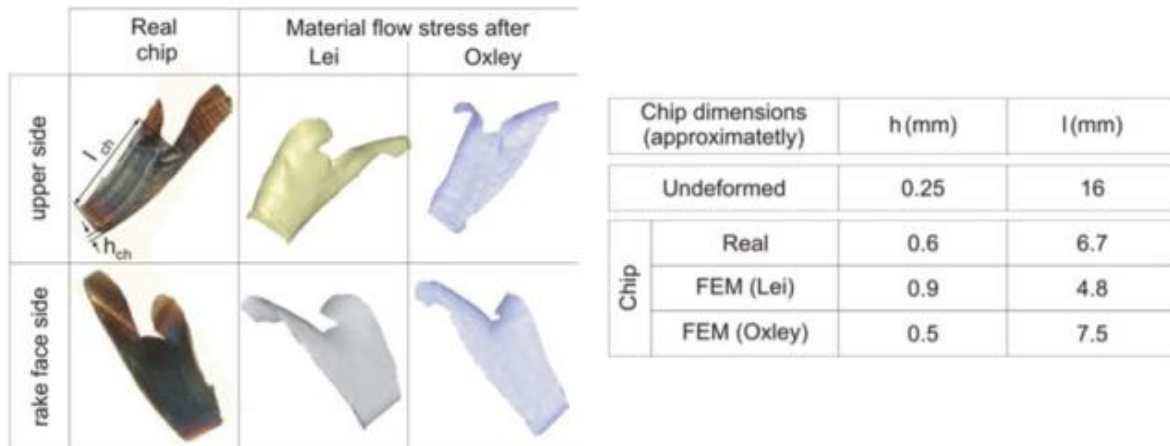 Real
chip
Material flow stress after
Lei
Oxley
upper side
l ch
h ch
rake face side
Chip dimensions
(approximatetly)
h (mm)
l (mm)
Undeformed
0.25
16
Chip
Real
0.6
6.7
FEM (Lei)
0.9
4.8
FEM (Oxley)
0.5
7.5